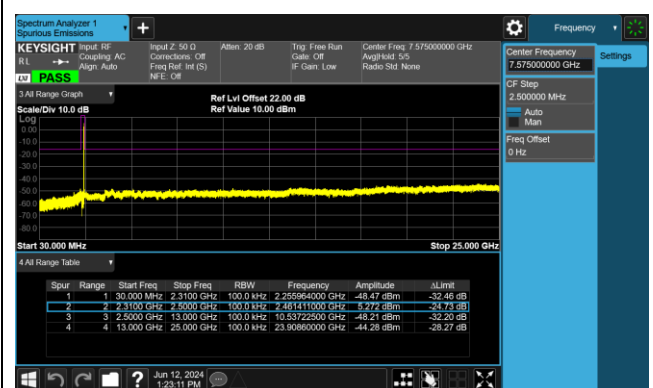 Spectrum Analyzer 1
Spurious Emissions
Frequency
KEYSIGHT Input: RF Input Z: 50 Ω Atten: 20 dB Trig: Free Run Center Freq: 7.575000000 GHz
RL Coupling: AC Corrections: Off Gate: Off Avg|Hold: 5/5
Align: Auto Freq Ref: Int (S) IF Gain: Low Radio Std: None
LXI PASS NFE: Off
Center Frequency
7.575000000 GHz
Settings
CF Step
2.500000 MHz
Auto
Man
Freq Offset
0 Hz
3 All Range Graph
Ref Lvl Offset 22.00 dB
Scale/Div 10.0 dB Ref Value 10.00 dBm
Log
0.00
-10.0
-20.0
-30.0
-40.0
-50.0
-60.0
-70.0
-80.0
Start 30.000 MHz Stop 25.000 GHz
4 All Range Table
Spur Range Start Freq Stop Freq RBW Frequency Amplitude ΔLimit
1 1 30.000 MHz 2.3100 GHz 100.0 kHz 2.255964000 GHz -48.47 dBm -32.46 dB
2 2 2.3100 GHz 2.5000 GHz 100.0 kHz 2.461411000 GHz 5.272 dBm -24.73 dB
3 3 2.5000 GHz 13.000 GHz 100.0 kHz 10.53722500 GHz -48.21 dBm -32.20 dB
4 4 13.000 GHz 25.000 GHz 100.0 kHz 23.90860000 GHz -44.28 dBm -28.27 dB
Jun 12, 2024
1:23:11 PM